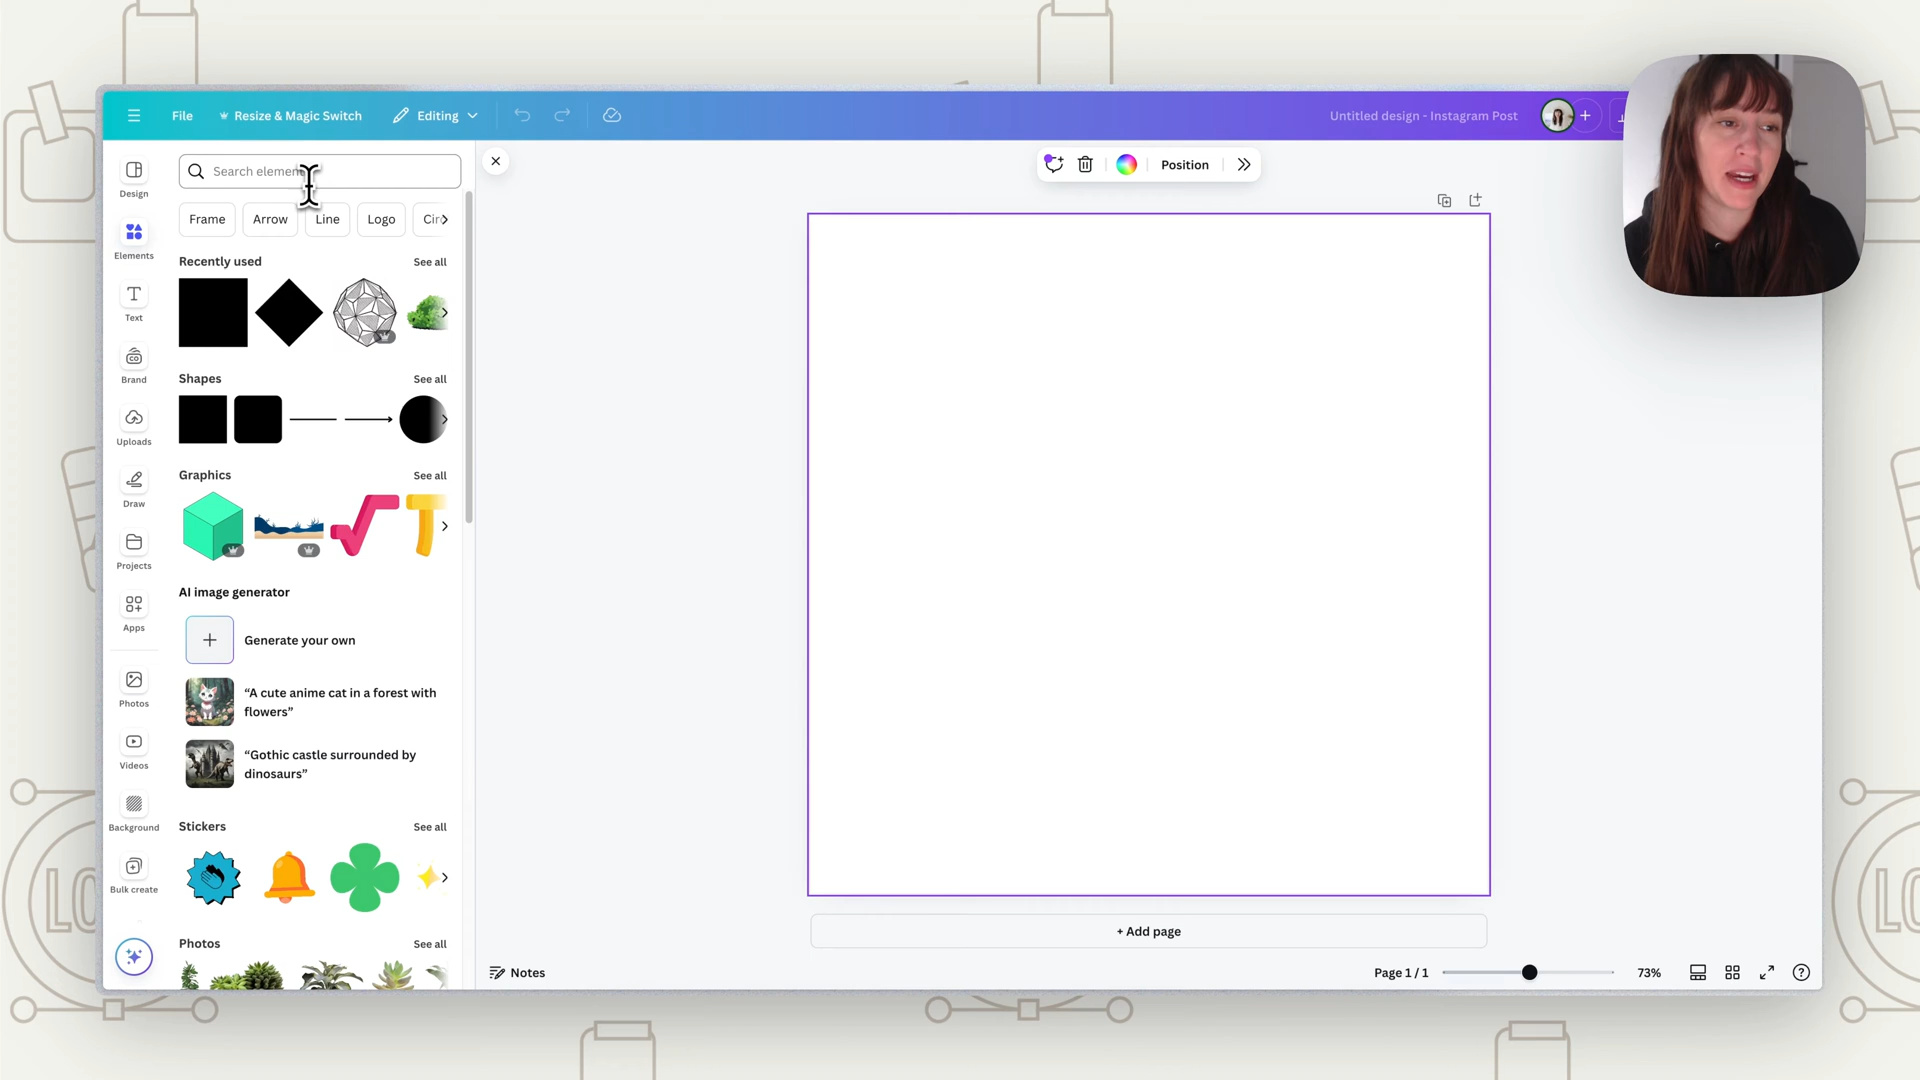 File
Resize & Magic Switch
Editing
Untitled design - Instagram Post
Design
Elements
Text
Brand
Uploads
Draw
Projects
Apps
Photos
Videos
Background
Bulk create
Frame
Arrow
Line
Logo
Recently used
See all
Shapes
See all
Graphics
See all
AI image generator
Generate your own
“A cute anime cat in a forest with
flowers”
“Gothic castle surrounded by
dinosaurs”
Stickers
See all
Photos
See all
Position
+ Add page
Notes
Page 1 / 1
73%